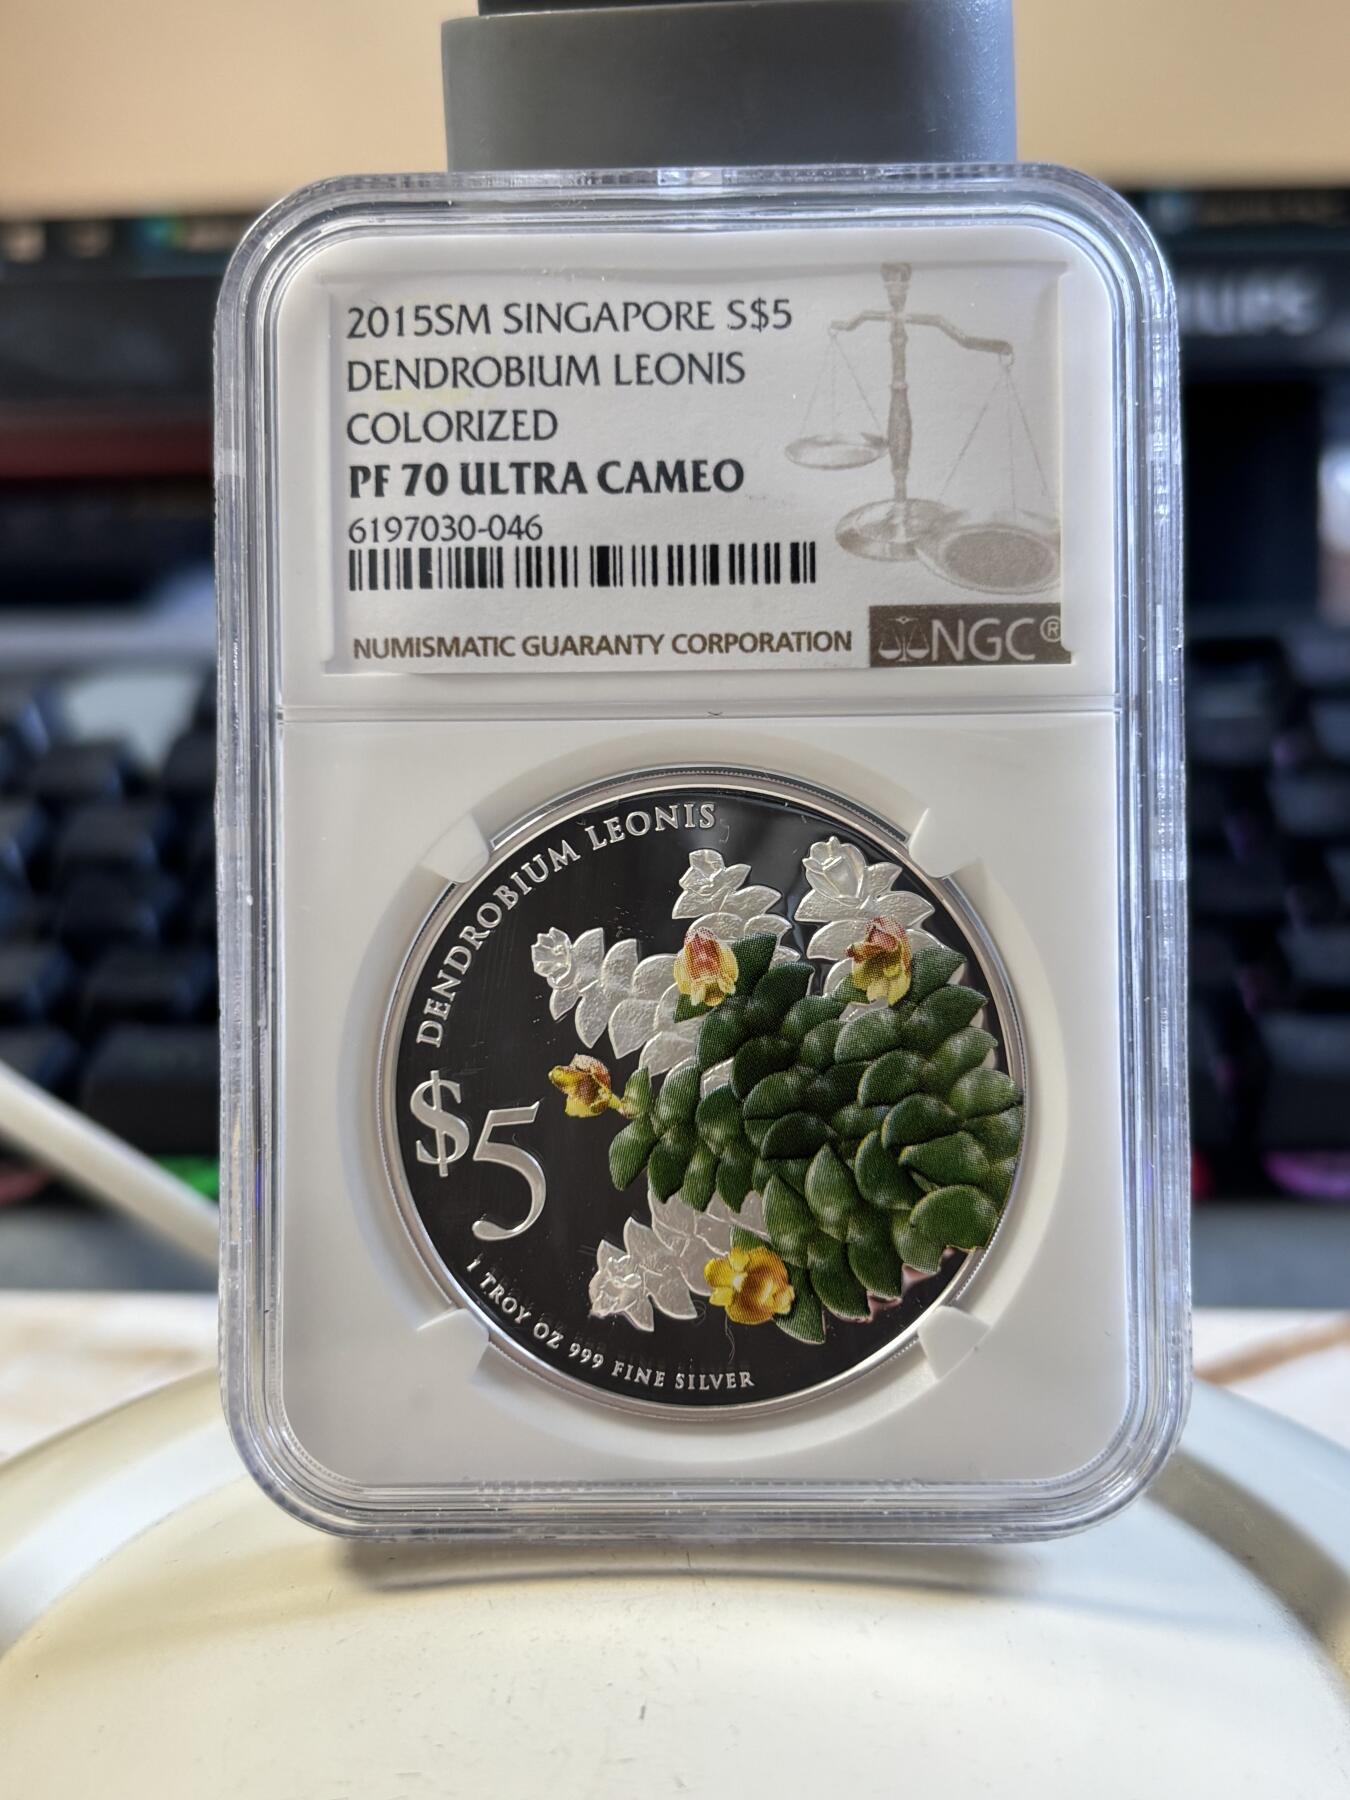 2015SM SINGAPORE S$5
DENDROBIUM LEONIS
COLORIZED
PF 70 ULTRA CAMEO
6197030-046
NUMISMATIC GUARANTY CORPORATION
NGC®
DENDROBIUM LEONIS
$5
1 TROY OZ 999 FINE SILVER